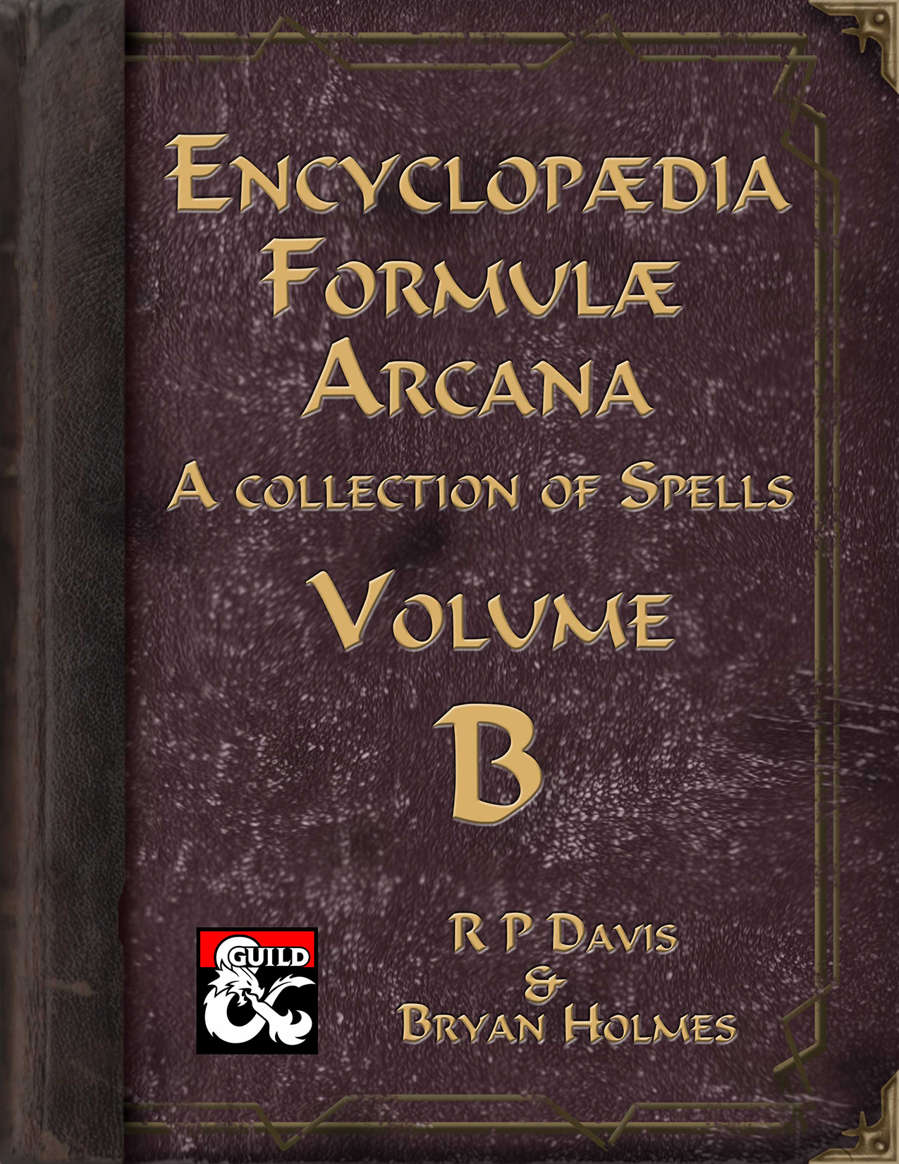 Encyclopædia
Formulæ
Arcana
A collection of Spells
Volume
B
GUILD
R P Davis
&
Bryan Holmes